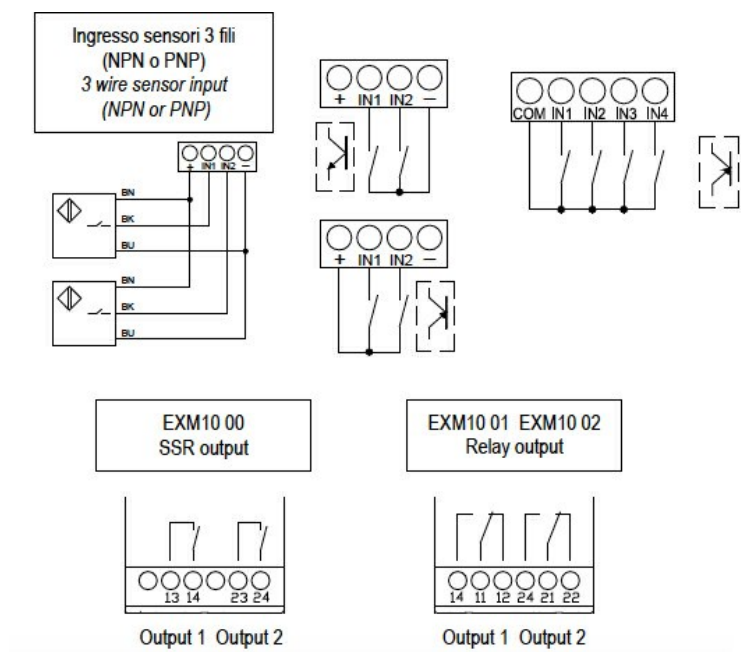 Ingresso sensori 3 fili
(NPN o PNP)
3 wire sensor input
(NPN or PNP)
+ IN1 IN2 –
BN
BK
BU
BN
BK
BU
+ IN1 IN2 –
+ IN1 IN2 –
COM IN1 IN2 IN3 IN4
EXM10 00
SSR output
13 14 23 24
Output 1 Output 2
EXM10 01 EXM10 02
Relay output
14 11 12 24 21 22
Output 1 Output 2